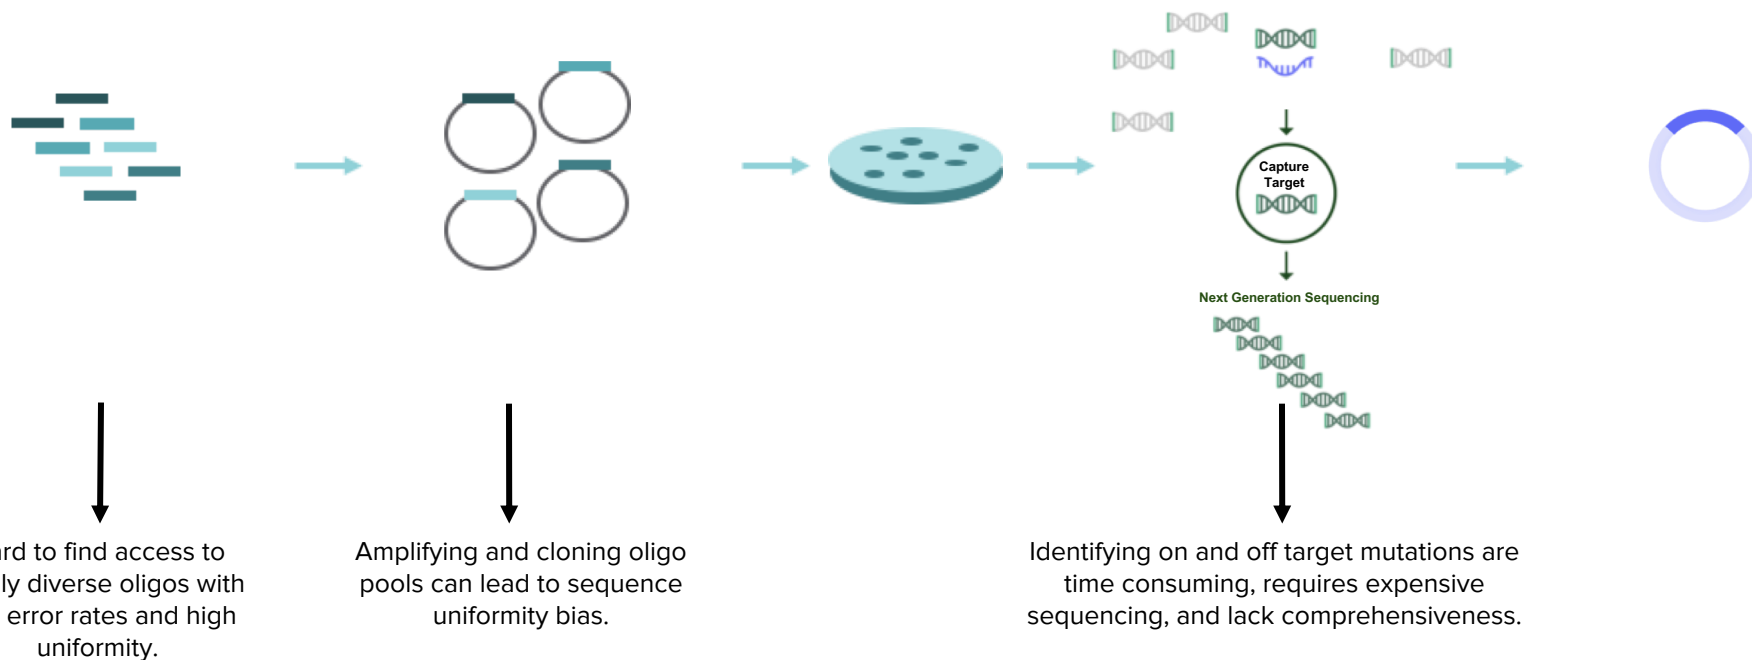 Capture
Target
Next Generation Sequencing
rd to find access to
ly diverse oligos with
error rates and high
uniformity.
Amplifying and cloning oligo
pools can lead to sequence
uniformity bias.
Identifying on and off target mutations are
time consuming, requires expensive
sequencing, and lack comprehensiveness.